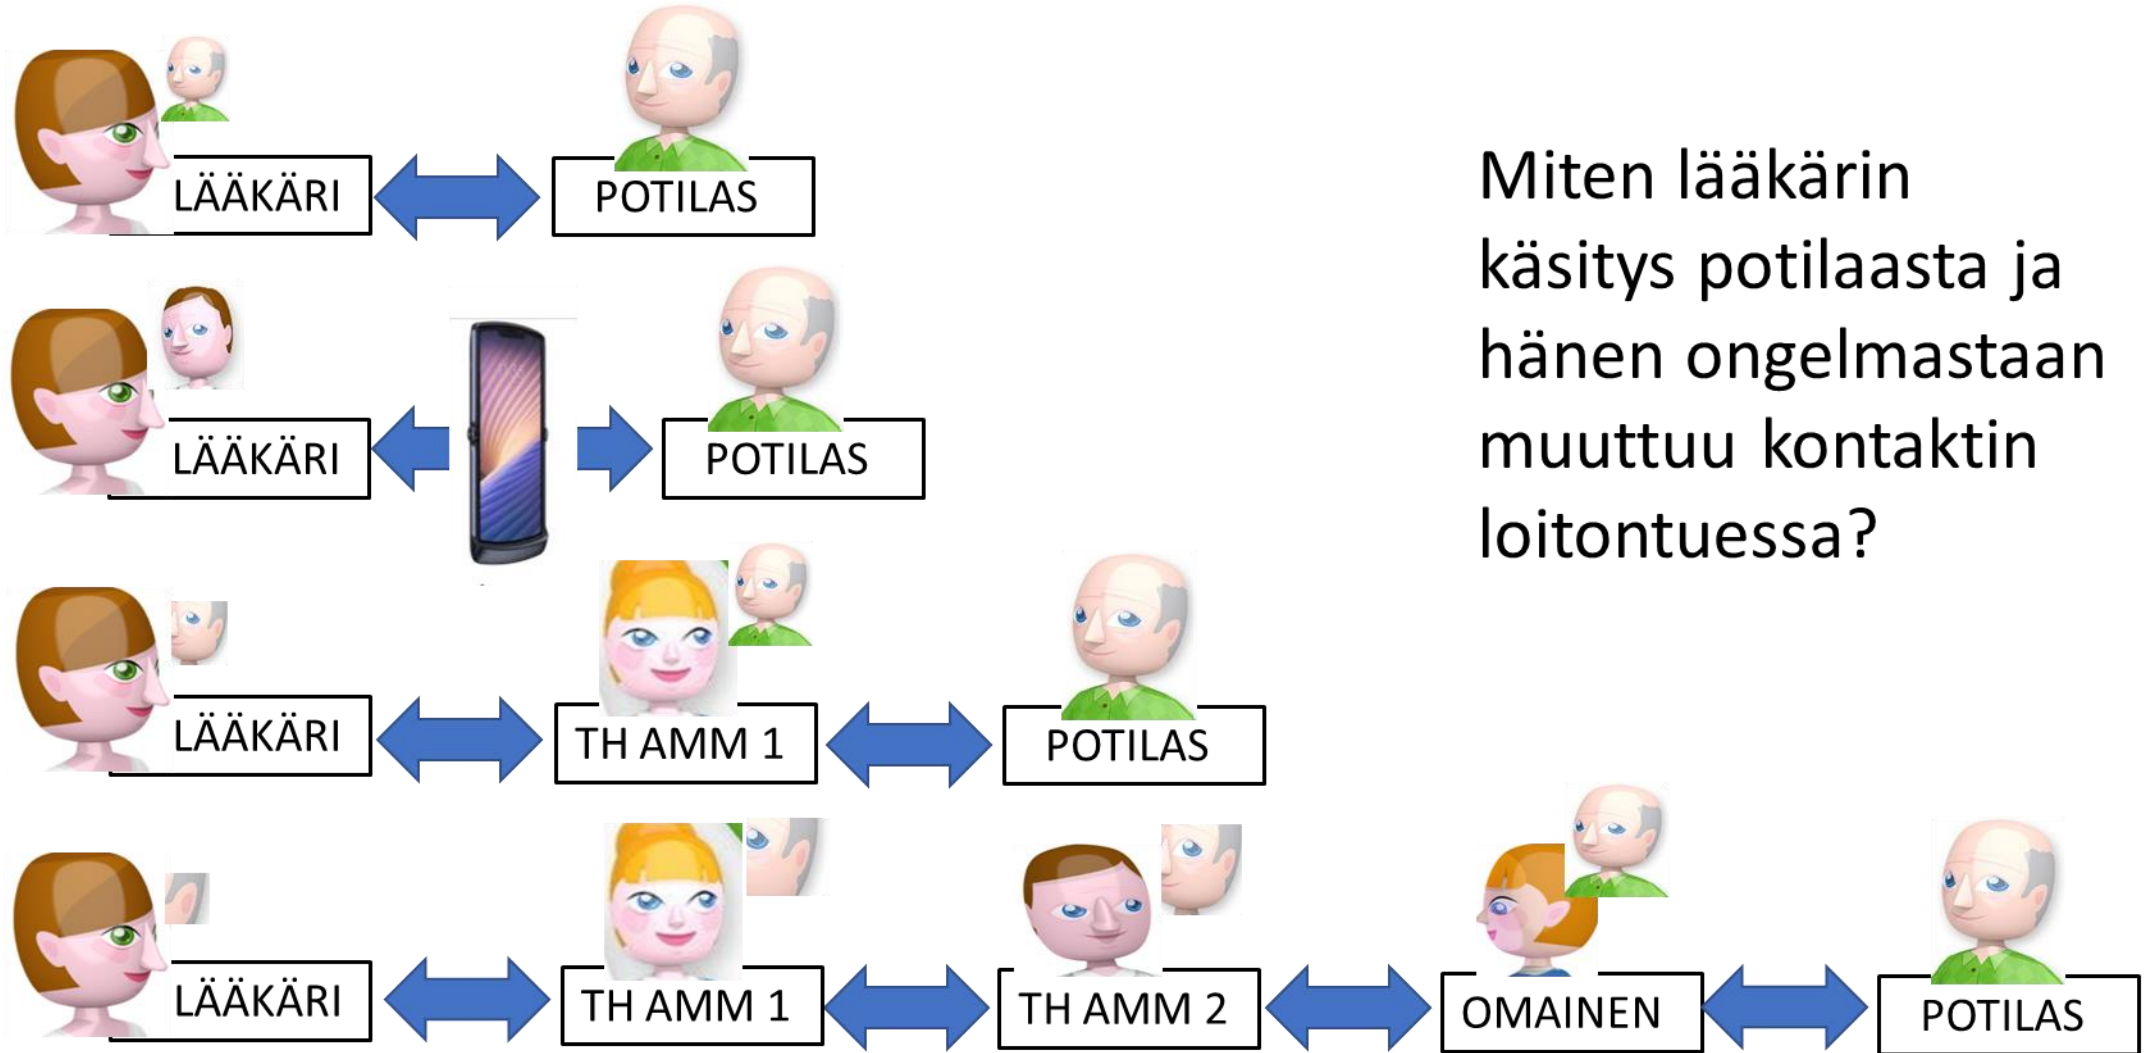 LÄÄKÄRI
POTILAS
Miten lääkärin
käsitys potilaasta ja
hänen ongelmastaan
muuttuu kontaktin
loitontuessa?
LÄÄKÄRI
POTILAS
LÄÄKÄRI
TH AMM 1
POTILAS
LÄÄKÄRI
TH AMM 1
TH AMM 2
OMAINEN
POTILAS